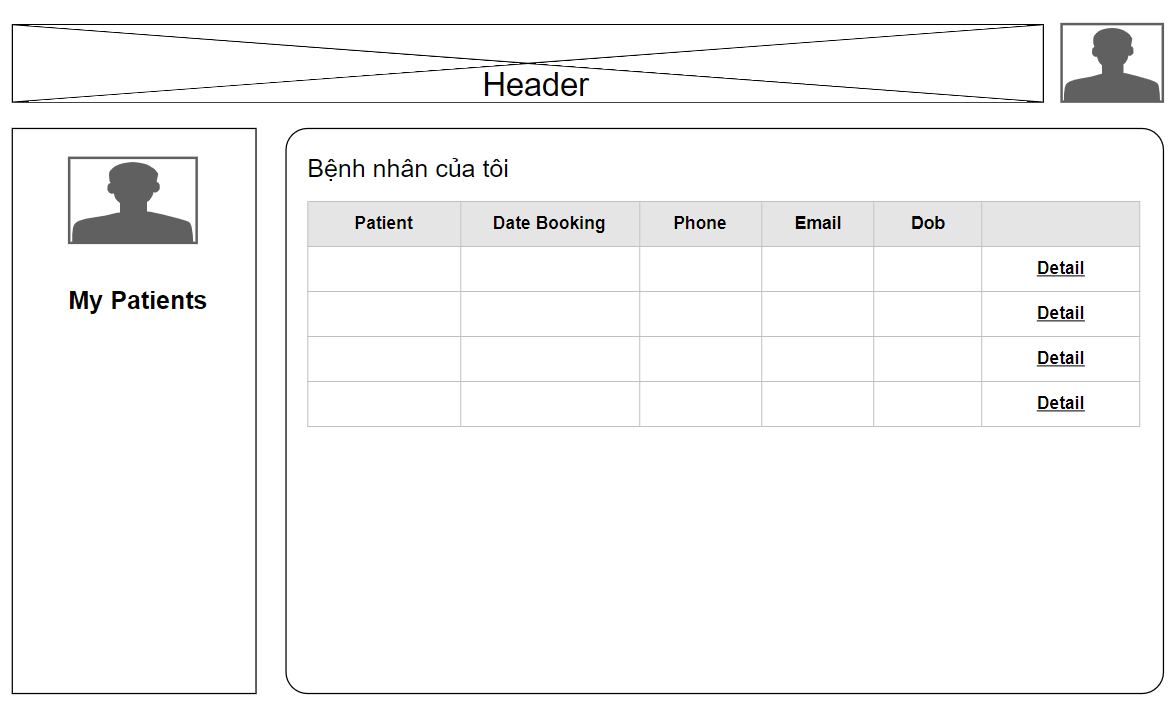 Header
My Patients
Bệnh nhân của tôi
Patient Date Booking Phone Email Dob
Detail
Detail
Detail
Detail